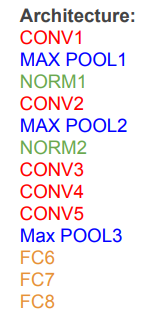 Architecture:
CONV1
MAX POOL1
NORM1
CONV2
MAX POOL2
NORM2
CONV3
CONV4
CONV5
Max POOL3
FC6
FC7
FC8